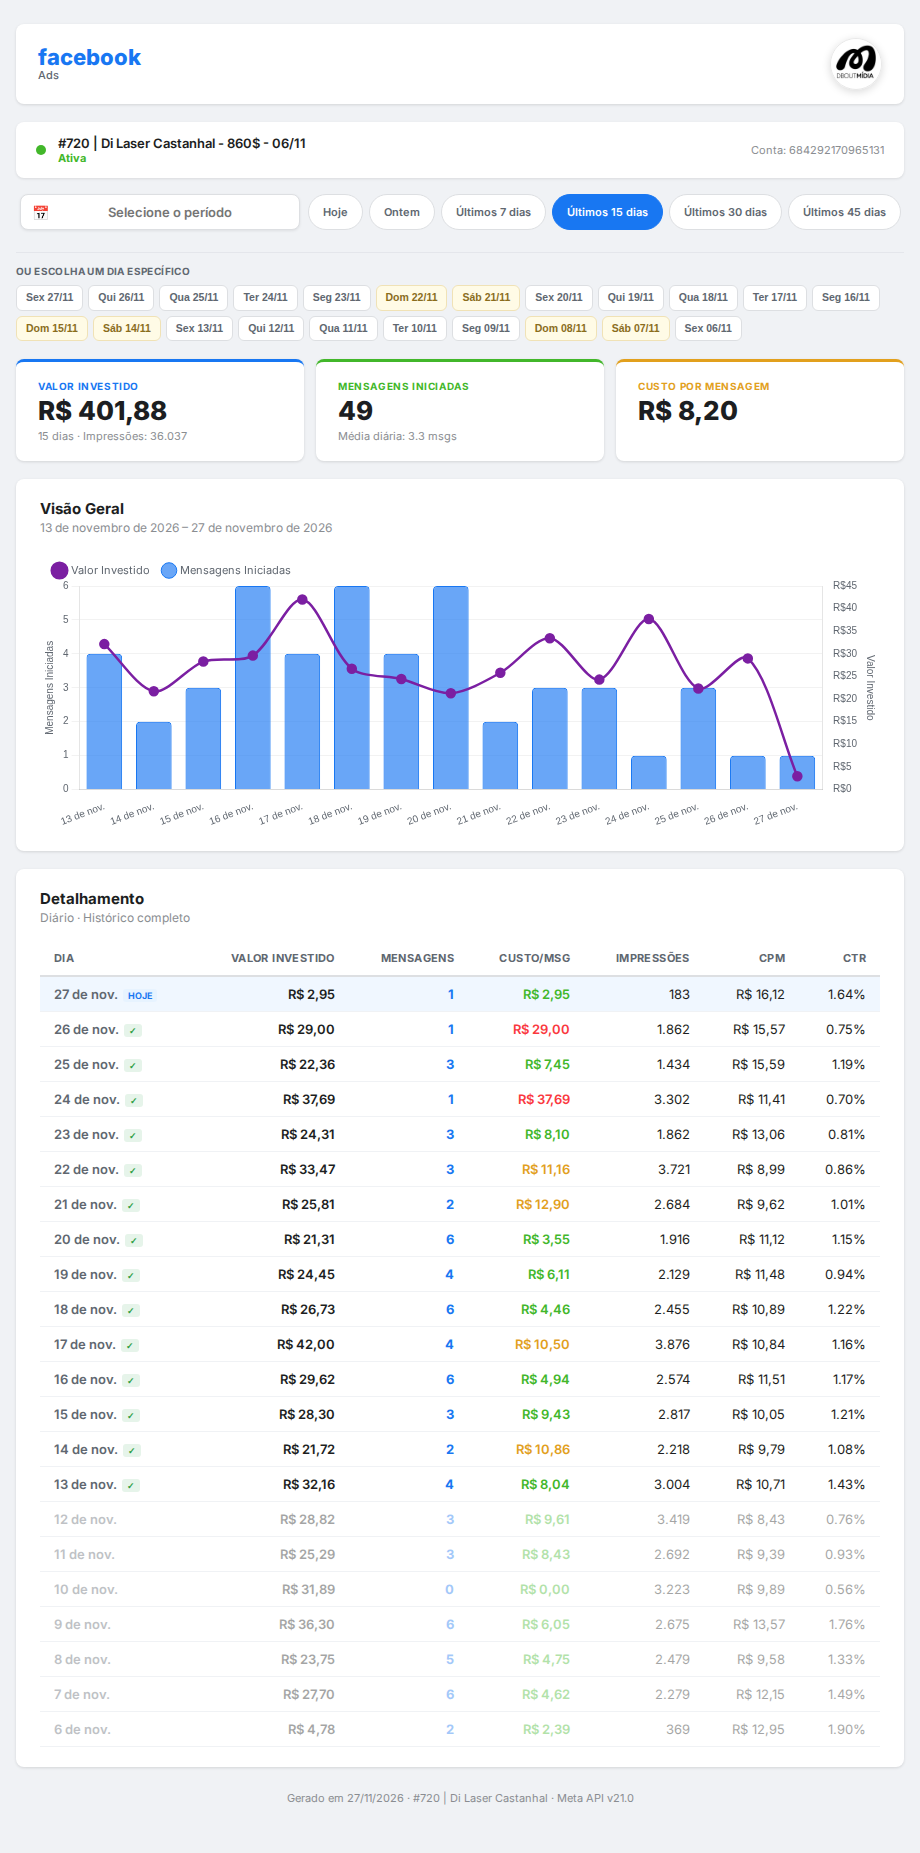 facebook
Ads
DBOUTMÍDIA
#720 | Di Laser Castanhal - 860$ - 06/11
Ativa
Conta: 684292170965131
📅 Selecione o período
Hoje
Ontem
Últimos 7 dias
Últimos 15 dias
Últimos 30 dias
Últimos 45 dias
OU ESCOLHA UM DIA ESPECÍFICO
Sex 27/11 Qui 26/11 Qua 25/11 Ter 24/11 Seg 23/11 Dom 22/11 Sáb 21/11 Sex 20/11 Qui 19/11 Qua 18/11 Ter 17/11 Seg 16/11
Dom 15/11 Sáb 14/11 Sex 13/11 Qui 12/11 Qua 11/11 Ter 10/11 Seg 09/11 Dom 08/11 Sáb 07/11 Sex 06/11
VALOR INVESTIDO
R$ 401,88
15 dias · Impressões: 36.037
MENSAGENS INICIADAS
49
Média diária: 3.3 msgs
CUSTO POR MENSAGEM
R$ 8,20
Visão Geral
13 de novembro de 2026 – 27 de novembro de 2026
Valor Investido
Mensagens Iniciadas
Mensagens Iniciadas
6
5
4
3
2
1
0
R$45
R$40
R$35
R$30
R$25
R$20
R$15
R$10
R$5
R$0
Valor Investido
13 de nov. 14 de nov. 15 de nov. 16 de nov. 17 de nov. 18 de nov. 19 de nov. 20 de nov. 21 de nov. 22 de nov. 23 de nov. 24 de nov. 25 de nov. 26 de nov. 27 de nov.
Detalhamento
Diário · Histórico completo
DIA VALOR INVESTIDO MENSAGENS CUSTO/MSG IMPRESSÕES CPM CTR
27 de nov. HOJE R$ 2,95 1 R$ 2,95 183 R$ 16,12 1.64%
26 de nov. ✓ R$ 29,00 1 R$ 29,00 1.862 R$ 15,57 0.75%
25 de nov. ✓ R$ 22,36 3 R$ 7,45 1.434 R$ 15,59 1.19%
24 de nov. ✓ R$ 37,69 1 R$ 37,69 3.302 R$ 11,41 0.70%
23 de nov. ✓ R$ 24,31 3 R$ 8,10 1.862 R$ 13,06 0.81%
22 de nov. ✓ R$ 33,47 3 R$ 11,16 3.721 R$ 8,99 0.86%
21 de nov. ✓ R$ 25,81 2 R$ 12,90 2.684 R$ 9,62 1.01%
20 de nov. ✓ R$ 21,31 6 R$ 3,55 1.916 R$ 11,12 1.15%
19 de nov. ✓ R$ 24,45 4 R$ 6,11 2.129 R$ 11,48 0.94%
18 de nov. ✓ R$ 26,73 6 R$ 4,46 2.455 R$ 10,89 1.22%
17 de nov. ✓ R$ 42,00 4 R$ 10,50 3.876 R$ 10,84 1.16%
16 de nov. ✓ R$ 29,62 6 R$ 4,94 2.574 R$ 11,51 1.17%
15 de nov. ✓ R$ 28,30 3 R$ 9,43 2.817 R$ 10,05 1.21%
14 de nov. ✓ R$ 21,72 2 R$ 10,86 2.218 R$ 9,79 1.08%
13 de nov. ✓ R$ 32,16 4 R$ 8,04 3.004 R$ 10,71 1.43%
12 de nov. R$ 28,82 3 R$ 9,61 3.419 R$ 8,43 0.76%
11 de nov. R$ 25,29 3 R$ 8,43 2.692 R$ 9,39 0.93%
10 de nov. R$ 31,89 0 R$ 0,00 3.223 R$ 9,89 0.56%
9 de nov. R$ 36,30 6 R$ 6,05 2.675 R$ 13,57 1.76%
8 de nov. R$ 23,75 5 R$ 4,75 2.479 R$ 9,58 1.33%
7 de nov. R$ 27,70 6 R$ 4,62 2.279 R$ 12,15 1.49%
6 de nov. R$ 4,78 2 R$ 2,39 369 R$ 12,95 1.90%
Gerado em 27/11/2026 · #720 | Di Laser Castanhal · Meta API v21.0